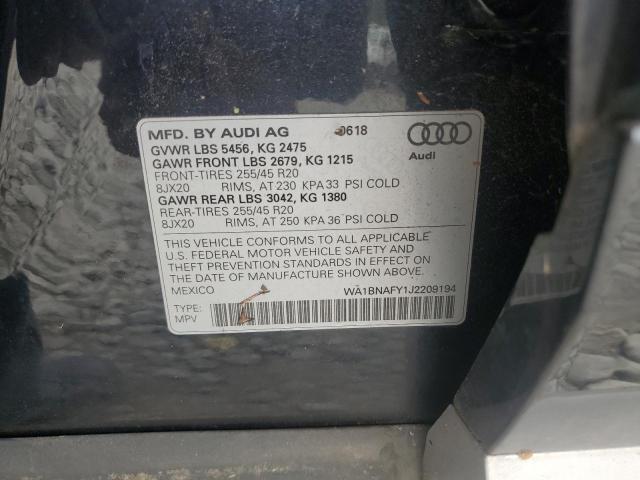 MFD. BY AUDI AG 0618
GVWR LBS 5456, KG 2475
GAWR FRONT LBS 2679, KG 1215
FRONT-TIRES 255/45 R20
8JX20 RIMS, AT 230 KPA 33 PSI COLD
GAWR REAR LBS 3042, KG 1380
REAR-TIRES 255/45 R20
8JX20 RIMS, AT 250 KPA 36 PSI COLD
Audi
THIS VEHICLE CONFORMS TO ALL APPLICABLE
U.S. FEDERAL MOTOR VEHICLE SAFETY AND
THEFT PREVENTION STANDARDS IN EFFECT ON
THE DATE OF MANUFACTURE SHOWN ABOVE.
MEXICO WA1BNAFY1J2209194
TYPE:
MPV